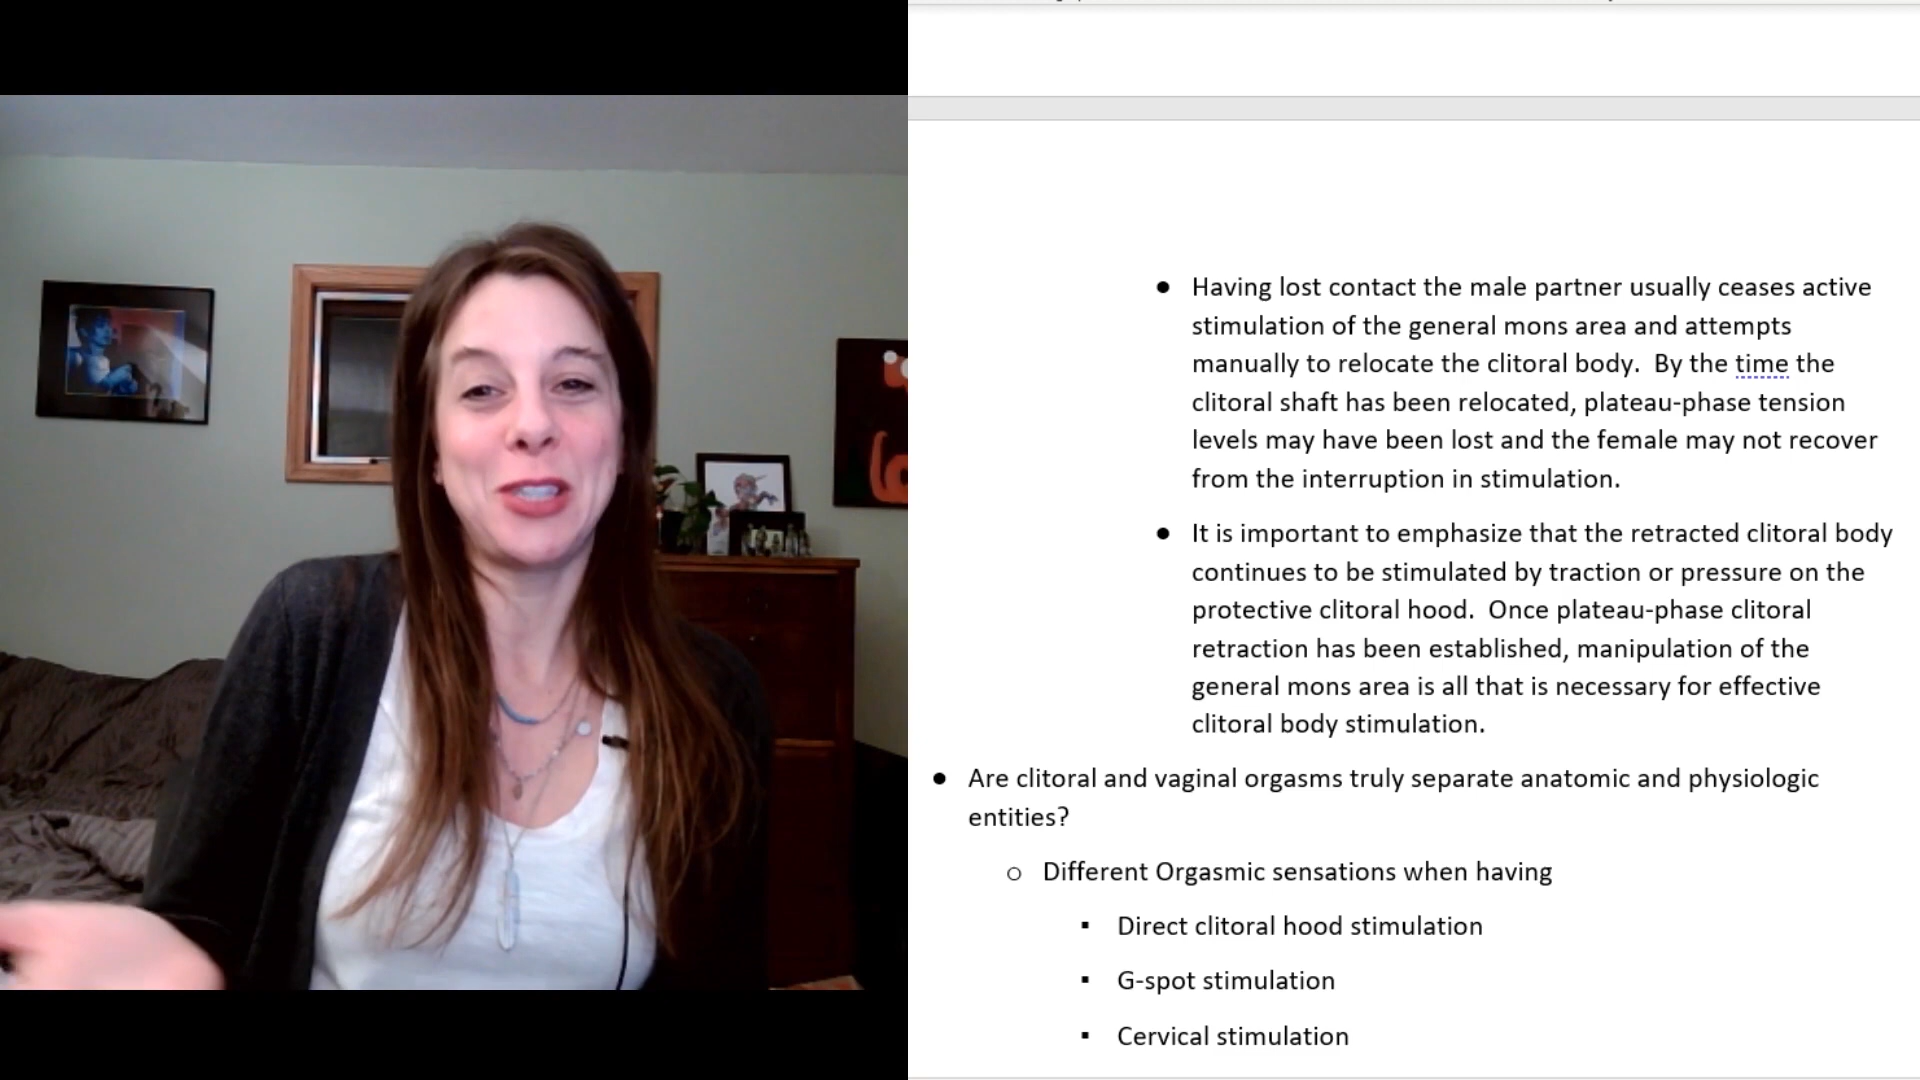 ● Having lost contact the male partner usually ceases active
stimulation of the general mons area and attempts
manually to relocate the clitoral body.  By the time the
clitoral shaft has been relocated, plateau-phase tension
levels may have been lost and the female may not recover
from the interruption in stimulation.
● It is important to emphasize that the retracted clitoral body
continues to be stimulated by traction or pressure on the
protective clitoral hood.  Once plateau-phase clitoral
retraction has been established, manipulation of the
general mons area is all that is necessary for effective
clitoral body stimulation.
● Are clitoral and vaginal orgasms truly separate anatomic and physiologic
entities?
○ Different Orgasmic sensations when having
▪ Direct clitoral hood stimulation
▪ G-spot stimulation
▪ Cervical stimulation